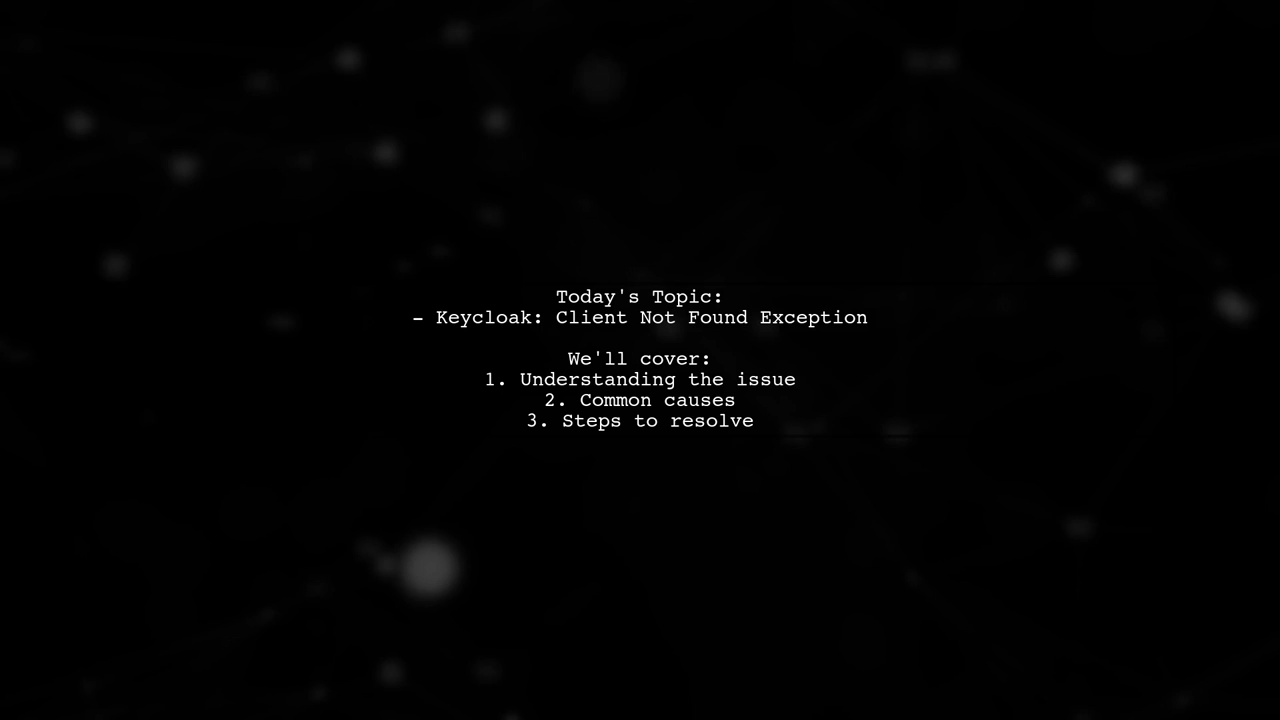 Today's Topic:
- Keycloak: Client Not Found Exception
We'll cover:
1. Understanding the issue
2. Common causes
3. Steps to resolve